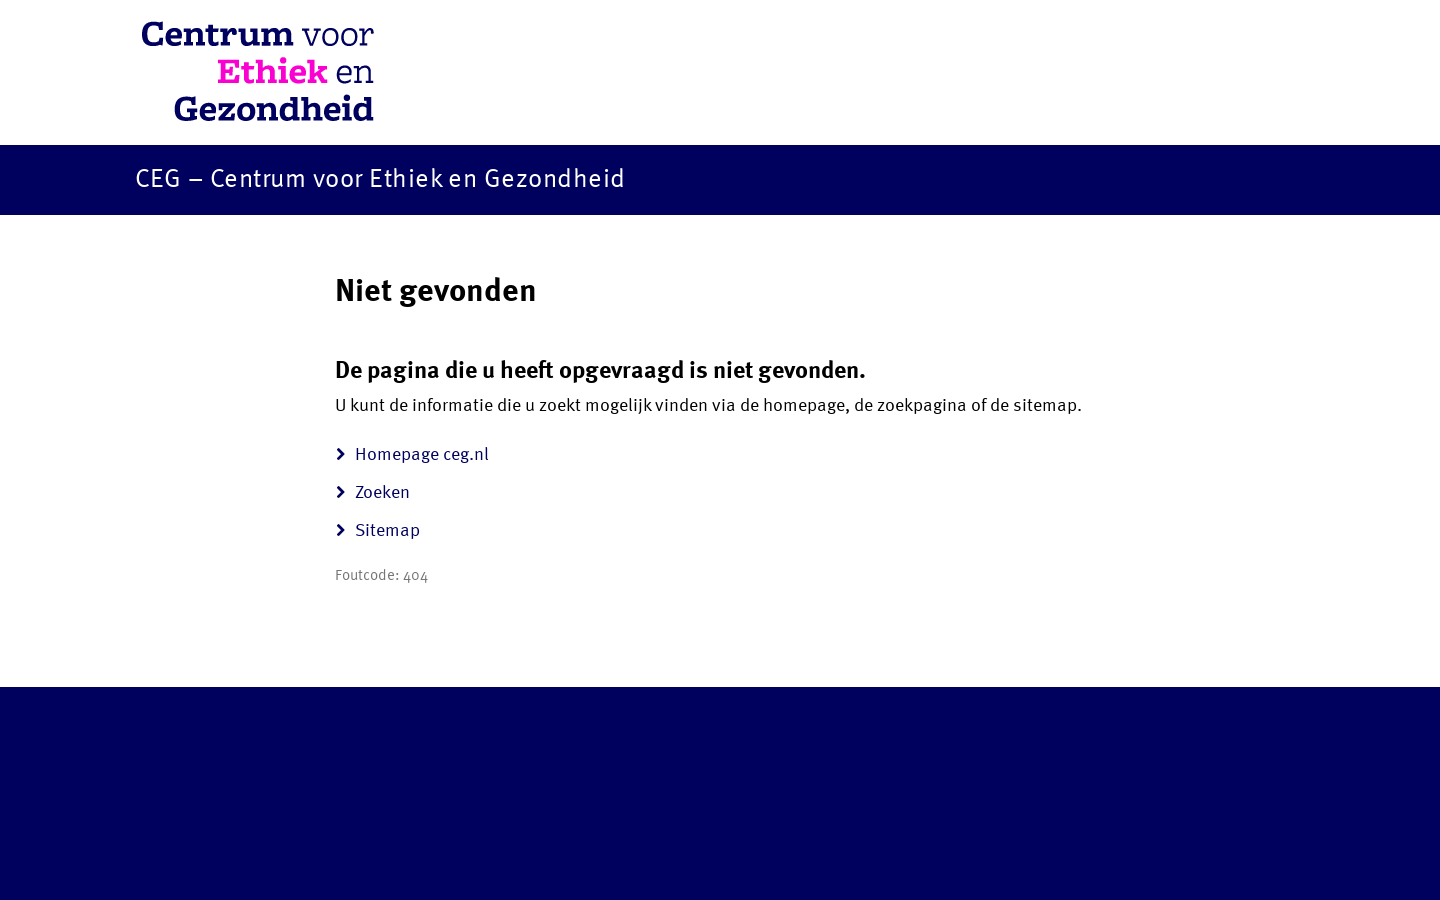 Centrum voor
Ethiek en
Gezondheid
CEG – Centrum voor Ethiek en Gezondheid
Niet gevonden
De pagina die u heeft opgevraagd is niet gevonden.
U kunt de informatie die u zoekt mogelijk vinden via de homepage, de zoekpagina of de sitemap.
Homepage ceg.nl
Zoeken
Sitemap
Foutcode: 404